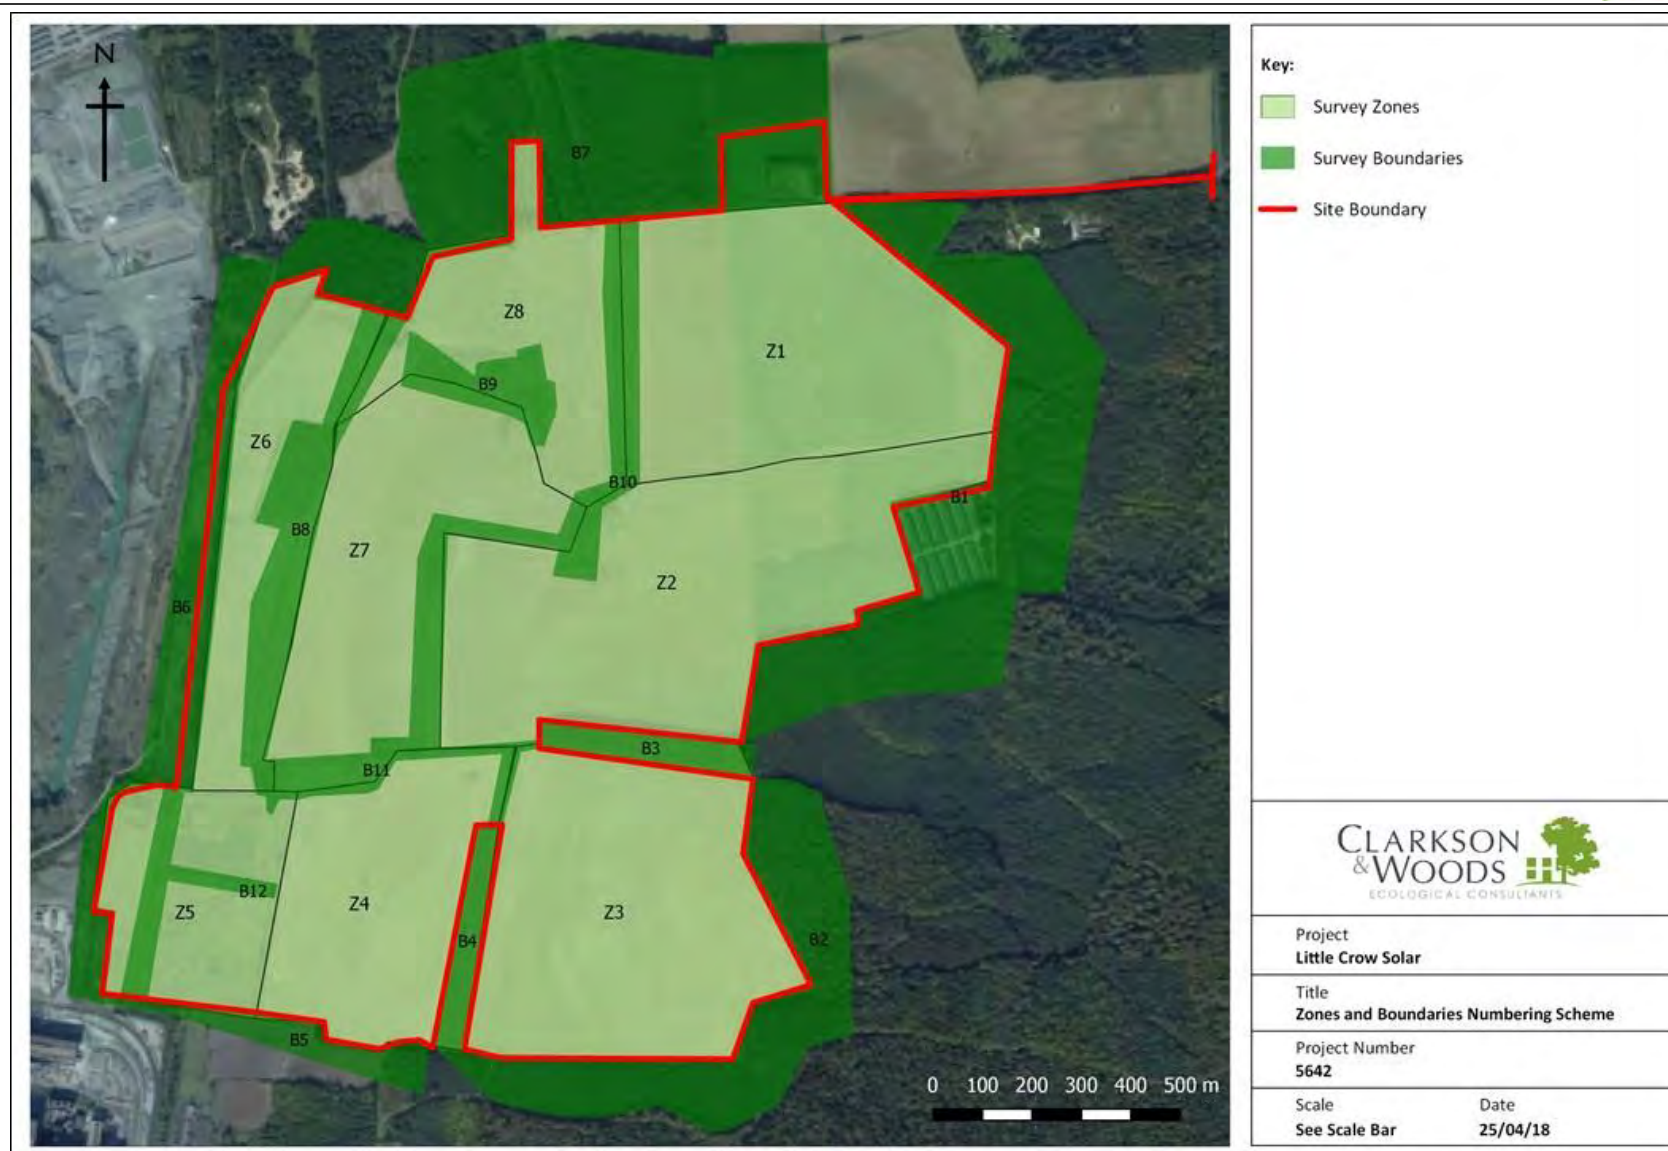 N
B7
Z8
Z1
B9
Z6
B10
B1
B8
Z7
Z2
B6
B3
B11
B12
Z5
Z4
Z3
B4
B2
B5
0 100 200 300 400 500 m
Key:
Survey Zones
Survey Boundaries
Site Boundary
CLARKSON
& WOODS
ECOLOGICAL CONSULTANTS
Project
Little Crow Solar
Title
Zones and Boundaries Numbering Scheme
Project Number
5642
Scale Date
See Scale Bar 25/04/18